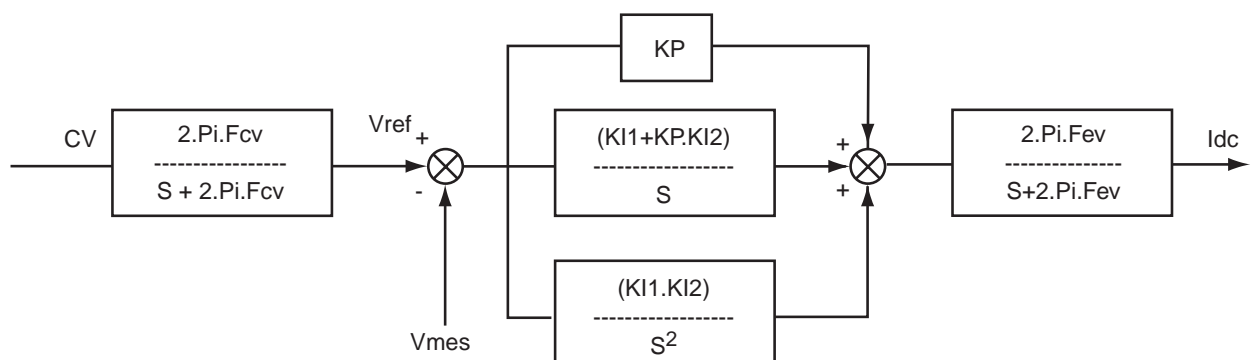 KP
CV
2.Pi.Fcv
------------------
S + 2.Pi.Fcv
Vref
+
-
Vmes
(KI1+KP.KI2)
------------------
S
(KI1.KI2)
------------------
S²
+
+
2.Pi.Fev
------------------
S+2.Pi.Fev
Idc